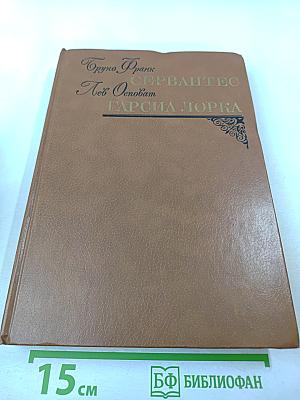 Бруно Франк
СЕРВАНТЕС
Лев Осповат
ГАРСИА ЛОРКА
15 см
БФ БИБЛИОФАН